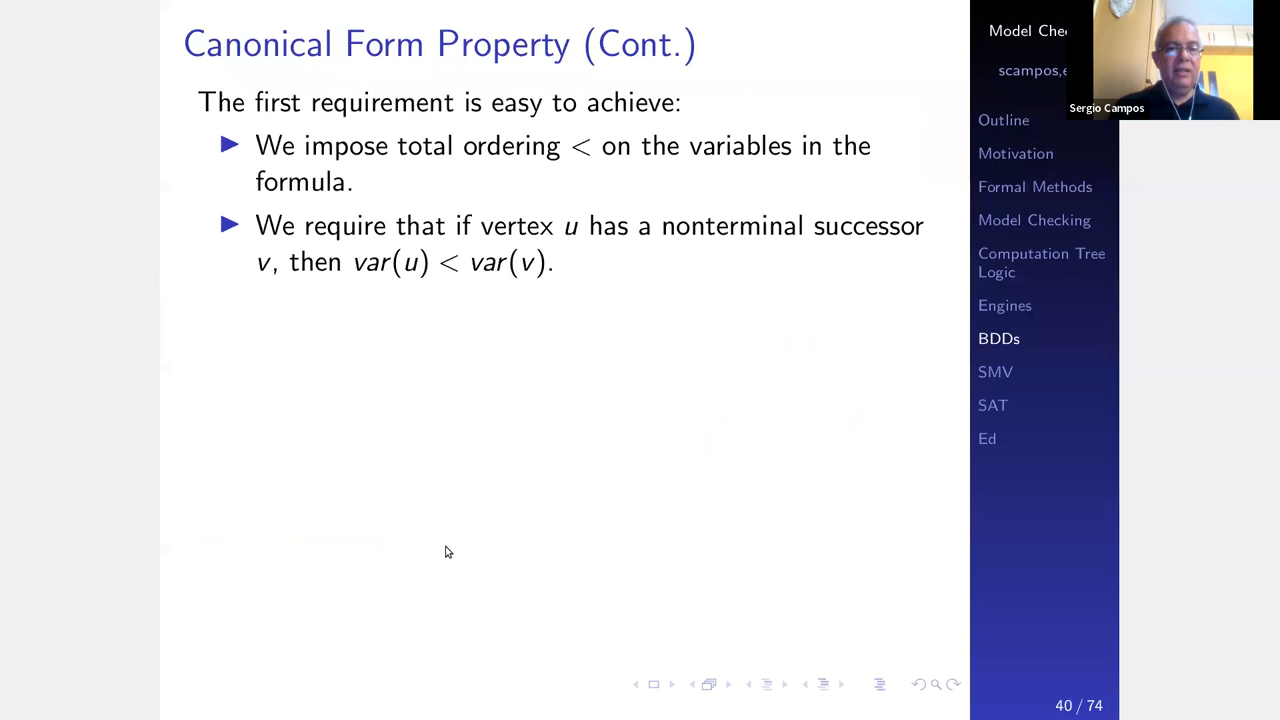 Canonical Form Property (Cont.)
The first requirement is easy to achieve:
▶ We impose total ordering < on the variables in the
formula.
▶ We require that if vertex u has a nonterminal successor
v, then var(u) < var(v).
Model Che
scampos,e
Sergio Campos
Outline
Motivation
Formal Methods
Model Checking
Computation Tree
Logic
Engines
BDDs
SMV
SAT
Ed
40 / 74